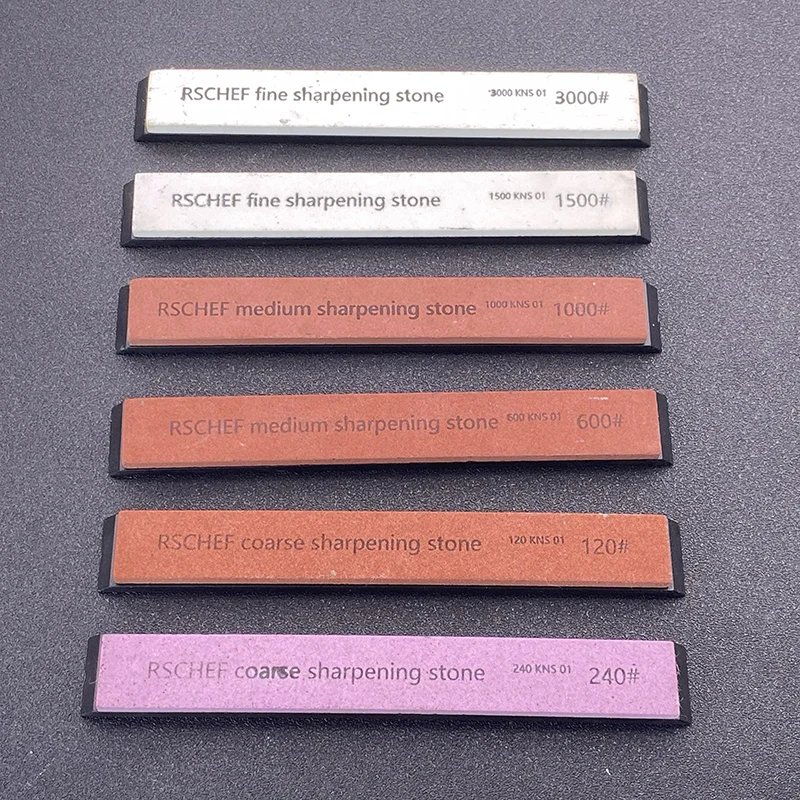 RSCHEF fine sharpening stone 3000 KNS 01 3000#
RSCHEF fine sharpening stone 1500 KNS 01 1500#
RSCHEF medium sharpening stone 1000 KNS 01 1000#
RSCHEF medium sharpening stone 600 KNS 01 600#
RSCHEF coarse sharpening stone 120 KNS 01 120#
RSCHEF coarse sharpening stone 240 KNS 01 240#